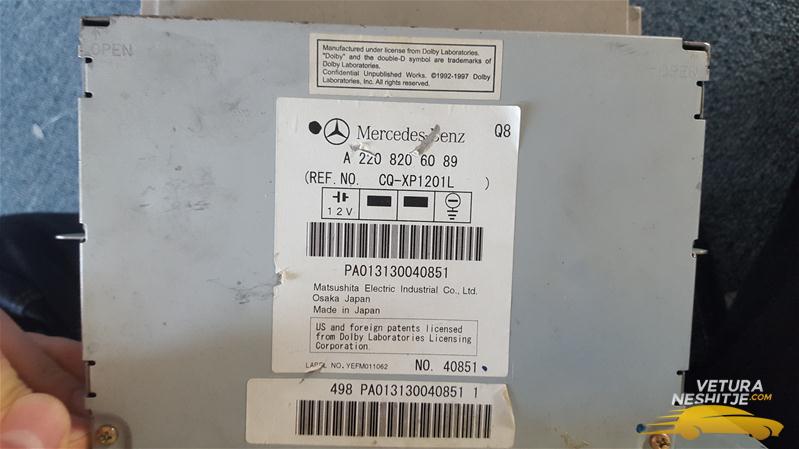 OPEN
OPEN
Manufactured under license from Dolby Laboratories.
"Dolby" and the double-D symbol are trademarks of
Dolby Laboratories.
Confidential Unpublished Works. ©1992-1997 Dolby
Laboratories, Inc. All rights reserved.
Mercedes-Benz Q8
A 220 820 60 89
(REF. NO. CQ-XP1201L )
12V
PA013130040851
Matsushita Electric Industrial Co., Ltd.
Osaka Japan
Made in Japan
US and foreign patents licensed
from Dolby Laboratories Licensing
Corporation.
LABEL NO. YEFM011062 NO. 40851
498 PA013130040851 1
VETURA
NESHITJE.COM